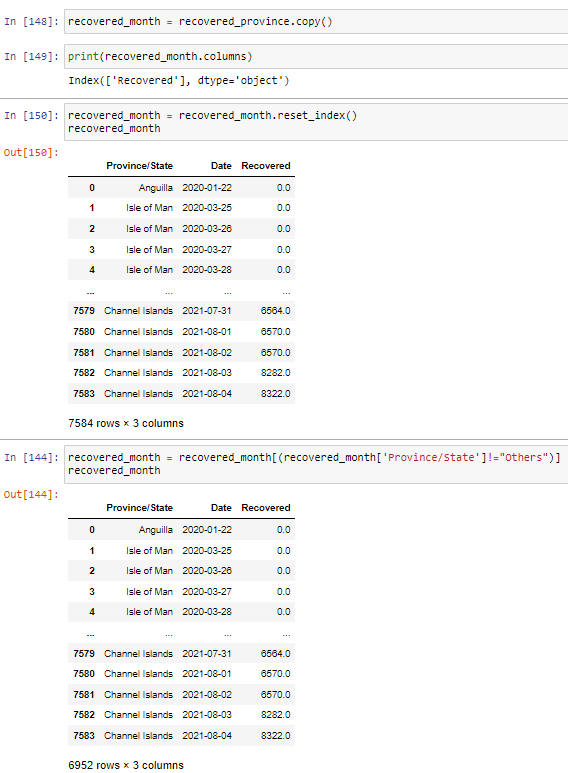 In [148]: recovered_month = recovered_province.copy()
In [149]: print(recovered_month.columns)
Index(['Recovered'], dtype='object')
In [150]: recovered_month = recovered_month.reset_index()
recovered_month
Out[150]:
Province/State Date Recovered
0 Anguilla 2020-01-22 0.0
1 Isle of Man 2020-03-25 0.0
2 Isle of Man 2020-03-26 0.0
3 Isle of Man 2020-03-27 0.0
4 Isle of Man 2020-03-28 0.0
... ... ... ...
7579 Channel Islands 2021-07-31 6564.0
7580 Channel Islands 2021-08-01 6570.0
7581 Channel Islands 2021-08-02 6570.0
7582 Channel Islands 2021-08-03 8282.0
7583 Channel Islands 2021-08-04 8322.0
7584 rows × 3 columns
In [144]: recovered_month = recovered_month[(recovered_month['Province/State']!="Others")]
recovered_month
Out[144]:
Province/State Date Recovered
0 Anguilla 2020-01-22 0.0
1 Isle of Man 2020-03-25 0.0
2 Isle of Man 2020-03-26 0.0
3 Isle of Man 2020-03-27 0.0
4 Isle of Man 2020-03-28 0.0
... ... ... ...
7579 Channel Islands 2021-07-31 6564.0
7580 Channel Islands 2021-08-01 6570.0
7581 Channel Islands 2021-08-02 6570.0
7582 Channel Islands 2021-08-03 8282.0
7583 Channel Islands 2021-08-04 8322.0
6952 rows × 3 columns